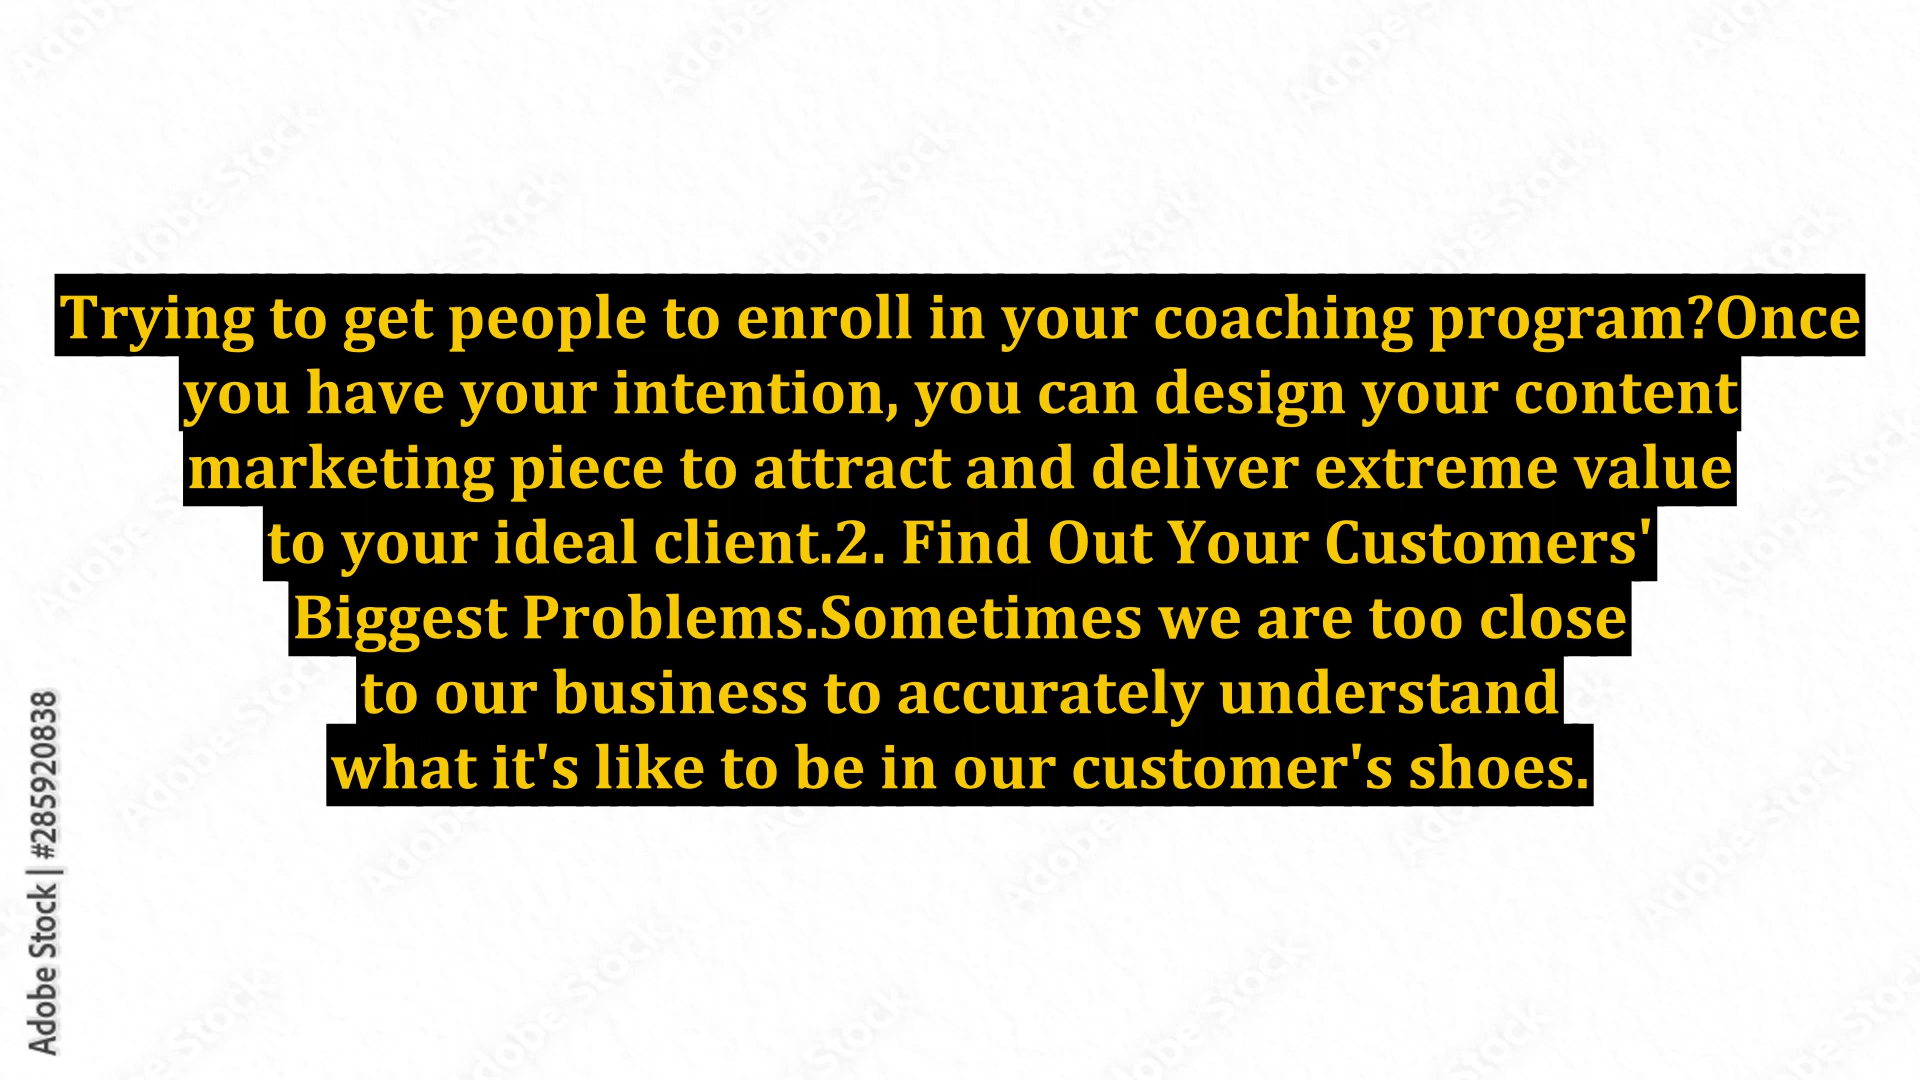 Trying to get people to enroll in your coaching program?Once
you have your intention, you can design your content
marketing piece to attract and deliver extreme value
to your ideal client.2. Find Out Your Customers'
Biggest Problems.Sometimes we are too close
to our business to accurately understand
what it's like to be in our customer's shoes.
Adobe Stock | #285920838